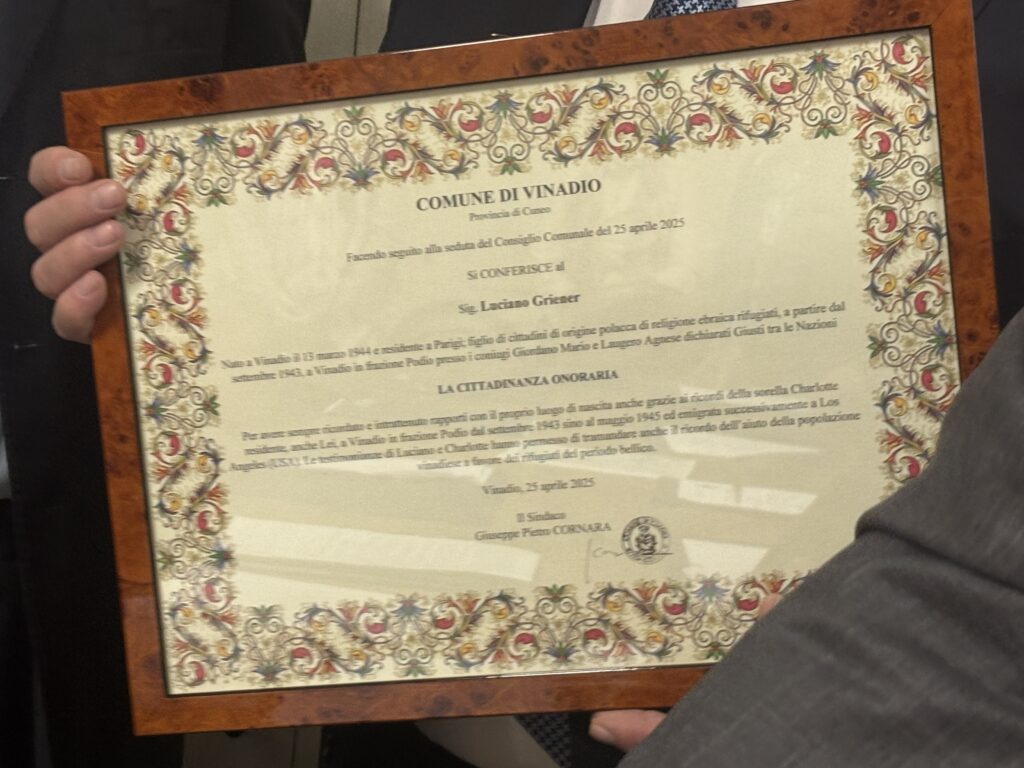 COMUNE DI VINADIO
Provincia di Cuneo
Facendo seguito alla seduta del Consiglio Comunale del 25 aprile 2025
Si CONFERISCE al
Sig. Luciano Griener
Nato a Vinadio il 13 marzo 1944 e residente a Parigi; figlio di cittadini di origine polacca di religione ebraica rifugiati, a partire dal
settembre 1943, a Vinadio in frazione Podio presso i coniugi Giordano Mario e Laugero Agnese dichiarati Giusti tra le Nazioni
LA CITTADINANZA ONORARIA
Per avere sempre ricordato e intrattenuto rapporti con il proprio luogo di nascita anche grazie ai ricordi della sorella Charlotte
residente, anche Lei, a Vinadio in frazione Podio dal settembre 1943 sino al maggio 1945 ed emigrata successivamente a Los
Angeles (USA). Le testimonianze di Luciano e Charlotte hanno permesso di tramandare anche il ricordo dell'aiuto della popolazione
vinadiese a favore dei rifugiati del periodo bellico.
Vinadio, 25 aprile 2025
Il Sindaco
Giuseppe Pietro CORNARA